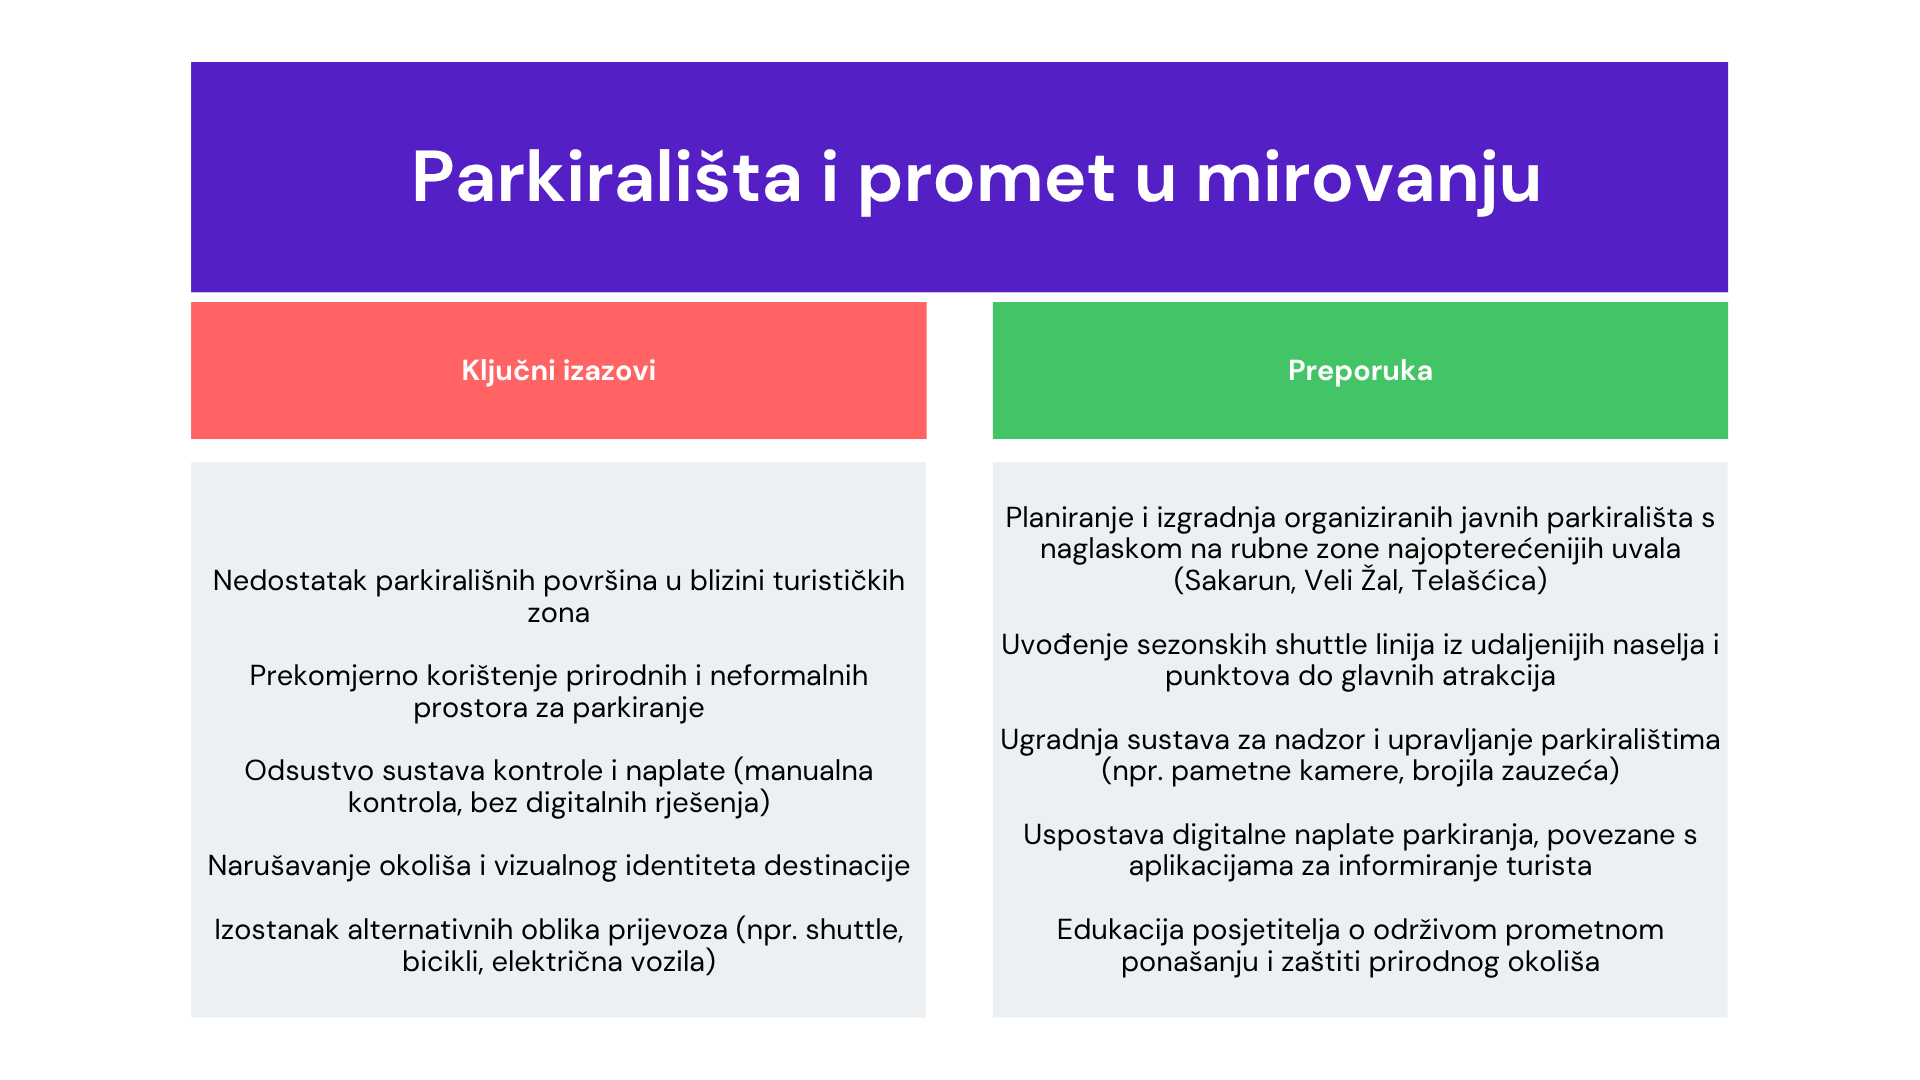 Parkirališta i promet u mirovanju
Ključni izazovi
Nedostatak parkirališnih površina u blizini turističkih
zona
Prekomjerno korištenje prirodnih i neformalnih
prostora za parkiranje
Odsustvo sustava kontrole i naplate (manualna
kontrola, bez digitalnih rješenja)
Narušavanje okoliša i vizualnog identiteta destinacije
Izostanak alternativnih oblika prijevoza (npr. shuttle,
bicikli, električna vozila)
Preporuka
Planiranje i izgradnja organiziranih javnih parkirališta s
naglaskom na rubne zone najopterećenijih uvala
(Sakarun, Veli Žal, Telašćica)
Uvođenje sezonskih shuttle linija iz udaljenijih naselja i
punktova do glavnih atrakcija
Ugradnja sustava za nadzor i upravljanje parkiralištima
(npr. pametne kamere, brojila zauzeća)
Uspostava digitalne naplate parkiranja, povezane s
aplikacijama za informiranje turista
Edukacija posjetitelja o održivom prometnom
ponašanju i zaštiti prirodnog okoliša